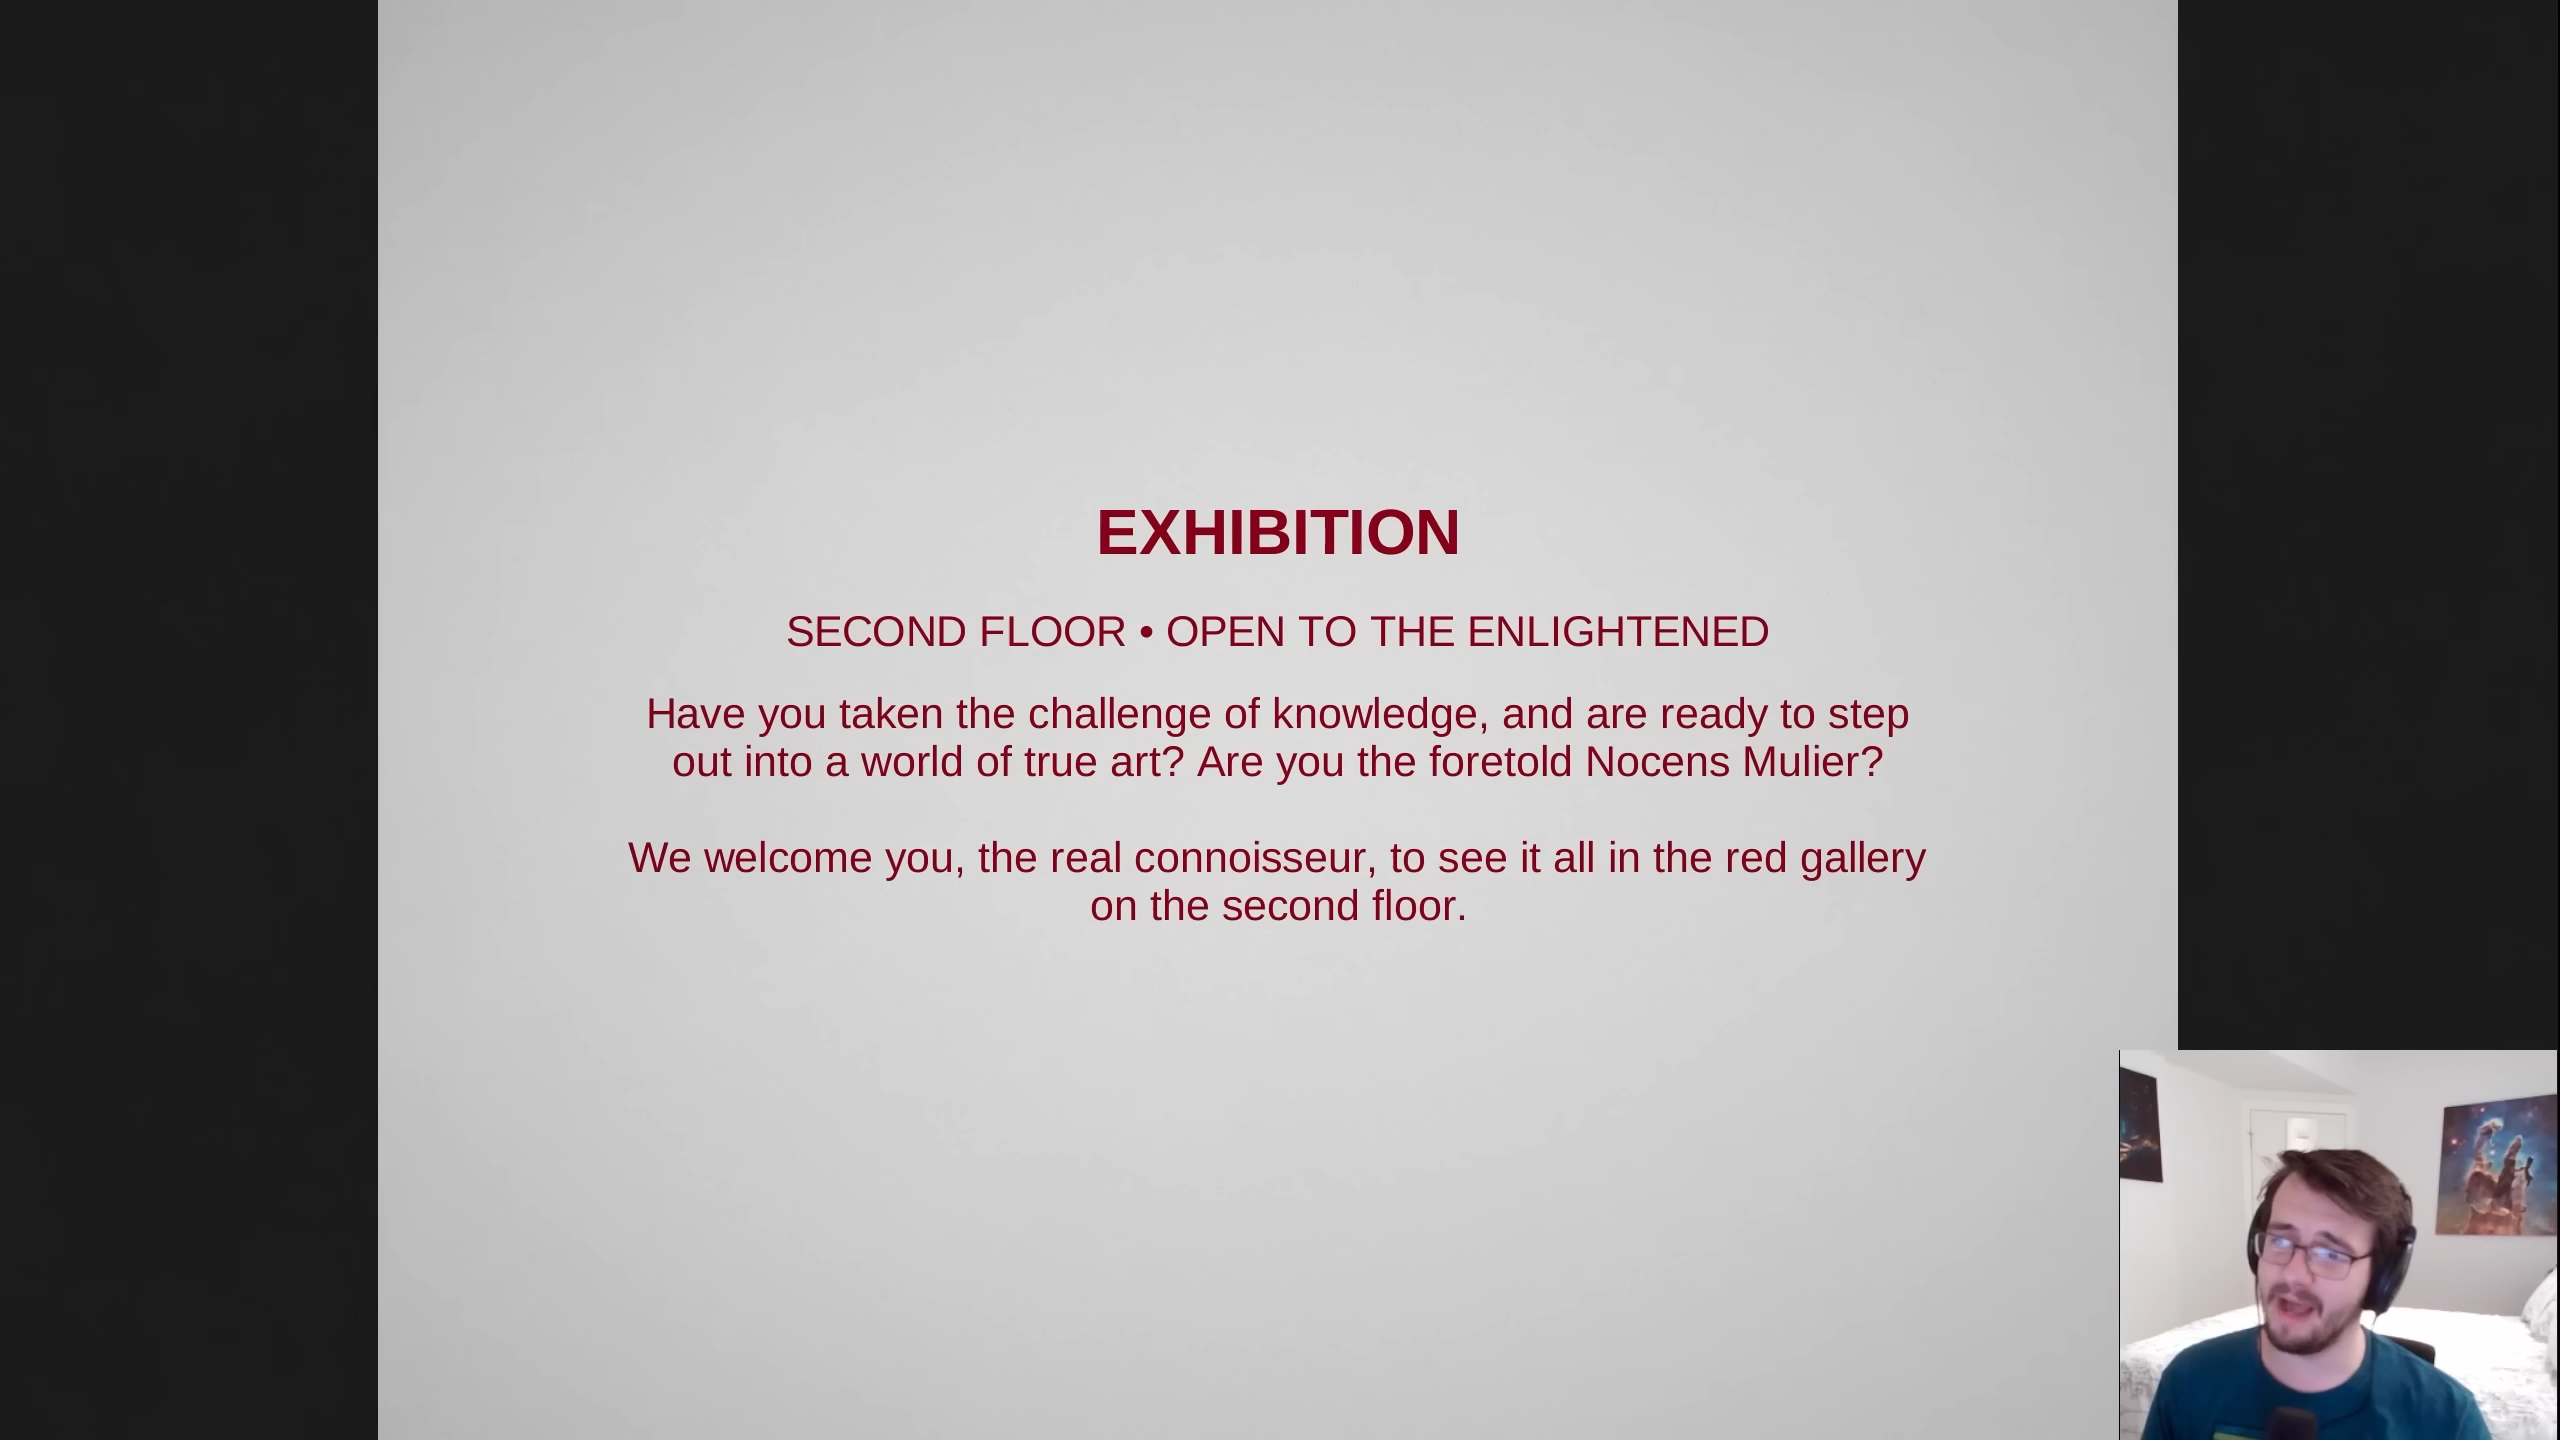 EXHIBITION
SECOND FLOOR • OPEN TO THE ENLIGHTENED
Have you taken the challenge of knowledge, and are ready to step
out into a world of true art? Are you the foretold Nocens Mulier?
We welcome you, the real connoisseur, to see it all in the red gallery
on the second floor.